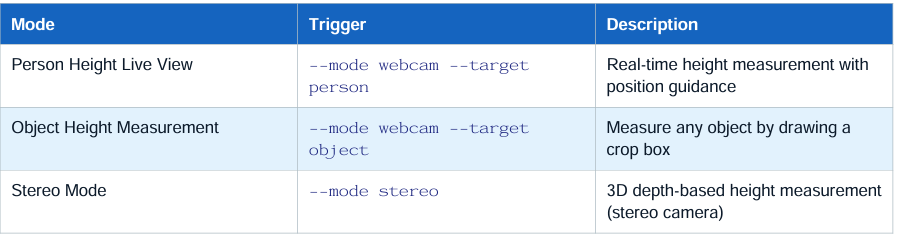 Mode Trigger Description
Person Height Live View --mode webcam --target Real-time height measurement with
person position guidance
Object Height Measurement --mode webcam --target Measure any object by drawing a
object crop box
Stereo Mode --mode stereo 3D depth-based height measurement
(stereo camera)